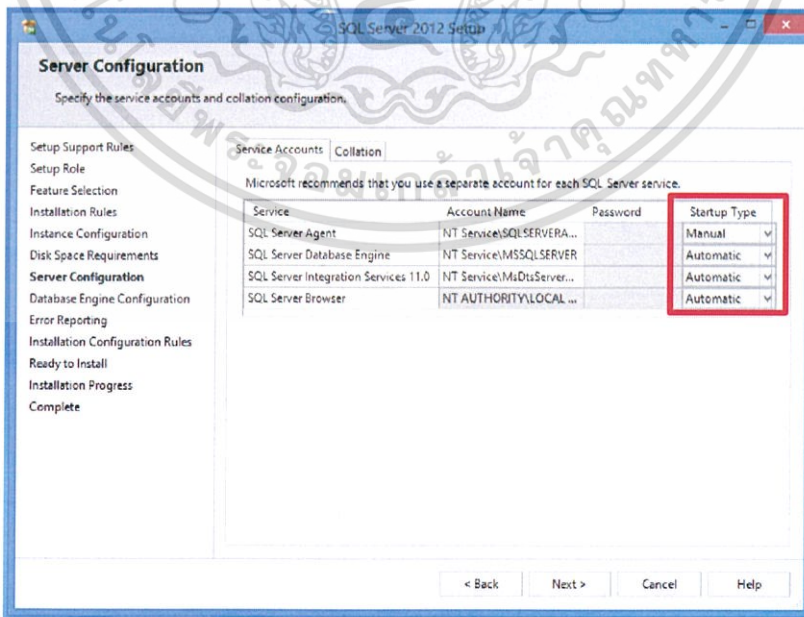 SQL Server 2012 Setup
Server Configuration
Specify the service accounts and collation configuration.
Setup Support Rules
Setup Role
Feature Selection
Installation Rules
Instance Configuration
Disk Space Requirements
Server Configuration
Database Engine Configuration
Error Reporting
Installation Configuration Rules
Ready to Install
Installation Progress
Complete
Service Accounts Collation
Microsoft recommends that you use a separate account for each SQL Server service.
Service Account Name Password Startup Type
SQL Server Agent NT Service\SQLSERVERA... Manual
SQL Server Database Engine NT Service\MSSQLSERVER Automatic
SQL Server Integration Services 11.0 NT Service\MsDtsServer... Automatic
SQL Server Browser NT AUTHORITY\LOCAL ... Automatic
< Back Next > Cancel Help